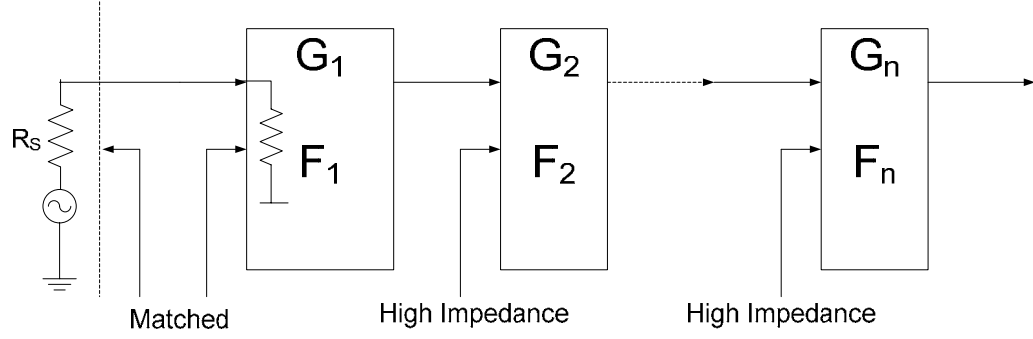 G1
G2
Gn
RS
F1
F2
Fn
Matched
High Impedance
High Impedance